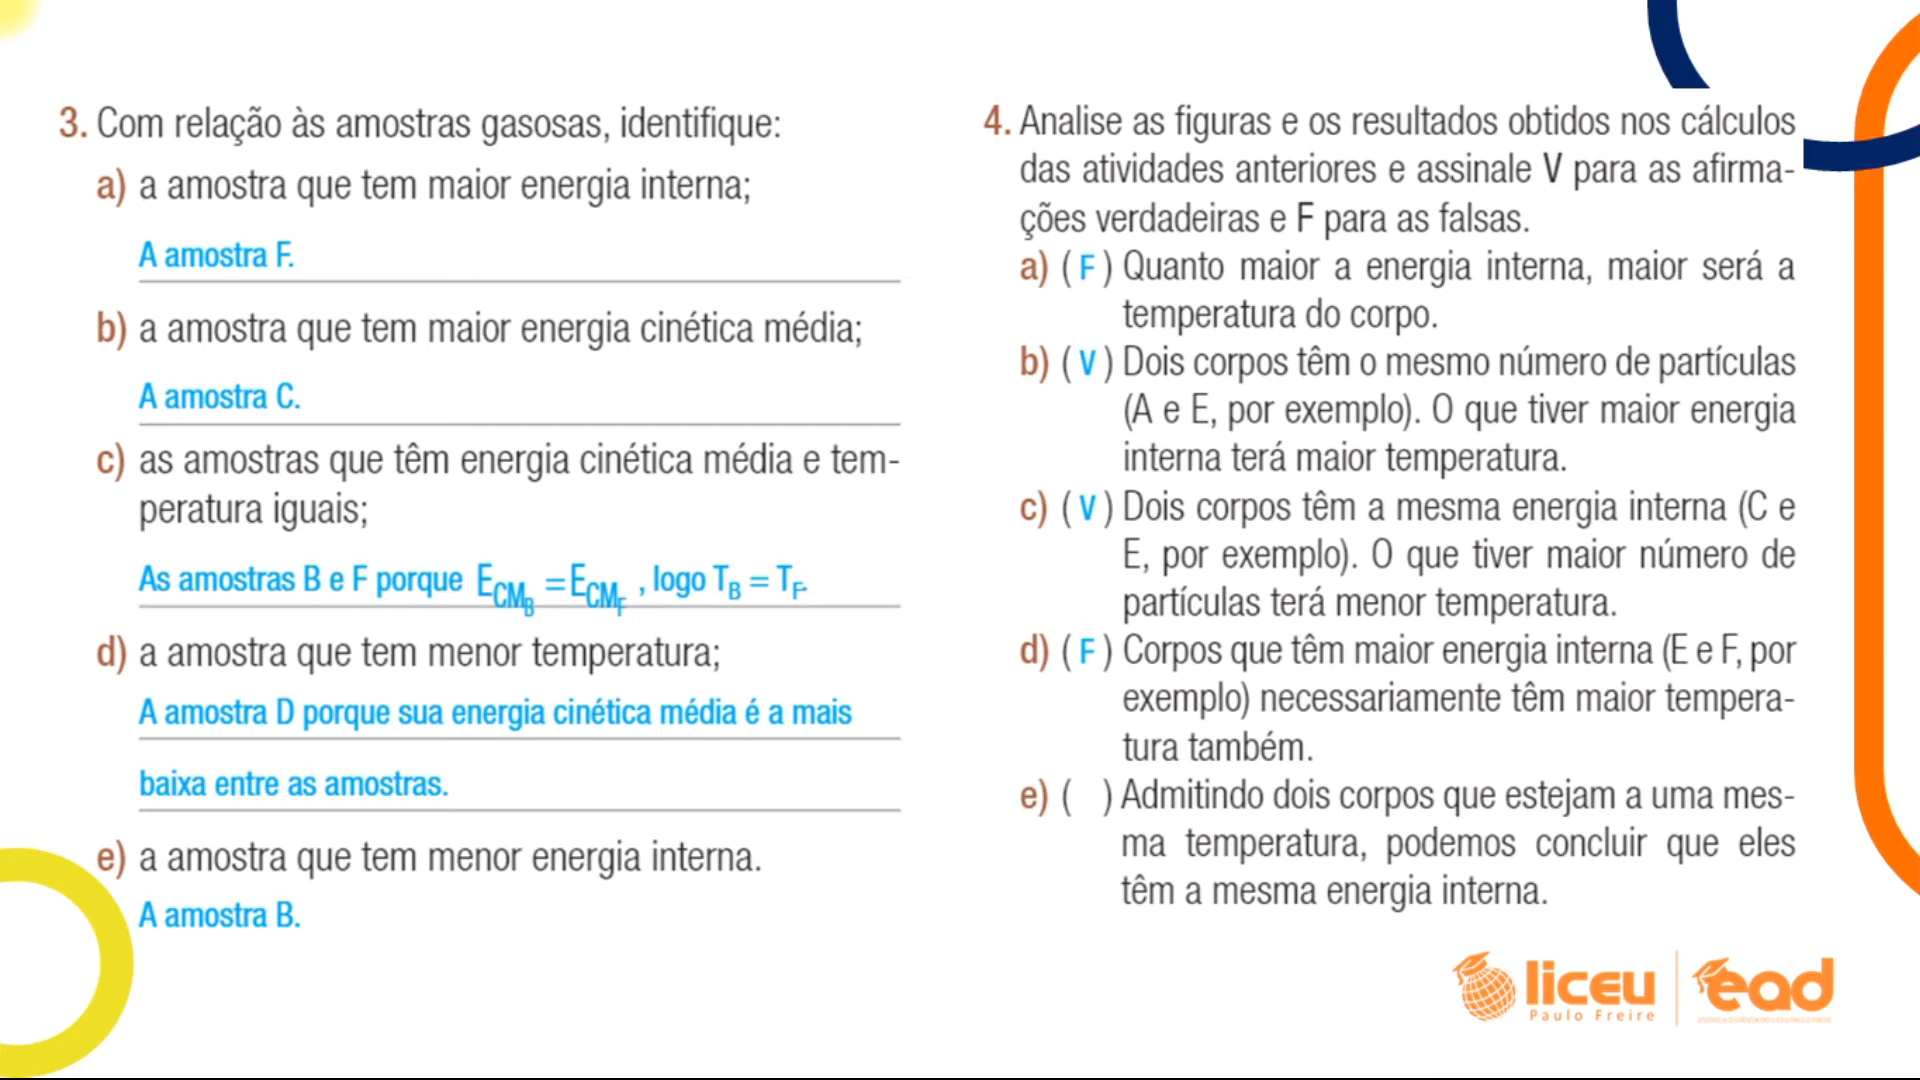 3. Com relação às amostras gasosas, identifique:
a) a amostra que tem maior energia interna;
A amostra F.
b) a amostra que tem maior energia cinética média;
A amostra C.
c) as amostras que têm energia cinética média e tem-
peratura iguais;
As amostras B e F porque E_CM_B = E_CM_F , logo T_B = T_F.
d) a amostra que tem menor temperatura;
A amostra D porque sua energia cinética média é a mais
baixa entre as amostras.
e) a amostra que tem menor energia interna.
A amostra B.
4. Analise as figuras e os resultados obtidos nos cálculos
das atividades anteriores e assinale V para as afirma-
ções verdadeiras e F para as falsas.
a) ( F ) Quanto maior a energia interna, maior será a
temperatura do corpo.
b) ( V ) Dois corpos têm o mesmo número de partículas
(A e E, por exemplo). O que tiver maior energia
interna terá maior temperatura.
c) ( V ) Dois corpos têm a mesma energia interna (C e
E, por exemplo). O que tiver maior número de
partículas terá menor temperatura.
d) ( F ) Corpos que têm maior energia interna (E e F, por
exemplo) necessariamente têm maior tempera-
tura também.
e) ( ) Admitindo dois corpos que estejam a uma mes-
ma temperatura, podemos concluir que eles
têm a mesma energia interna.
liceu
Paulo Freire
ead